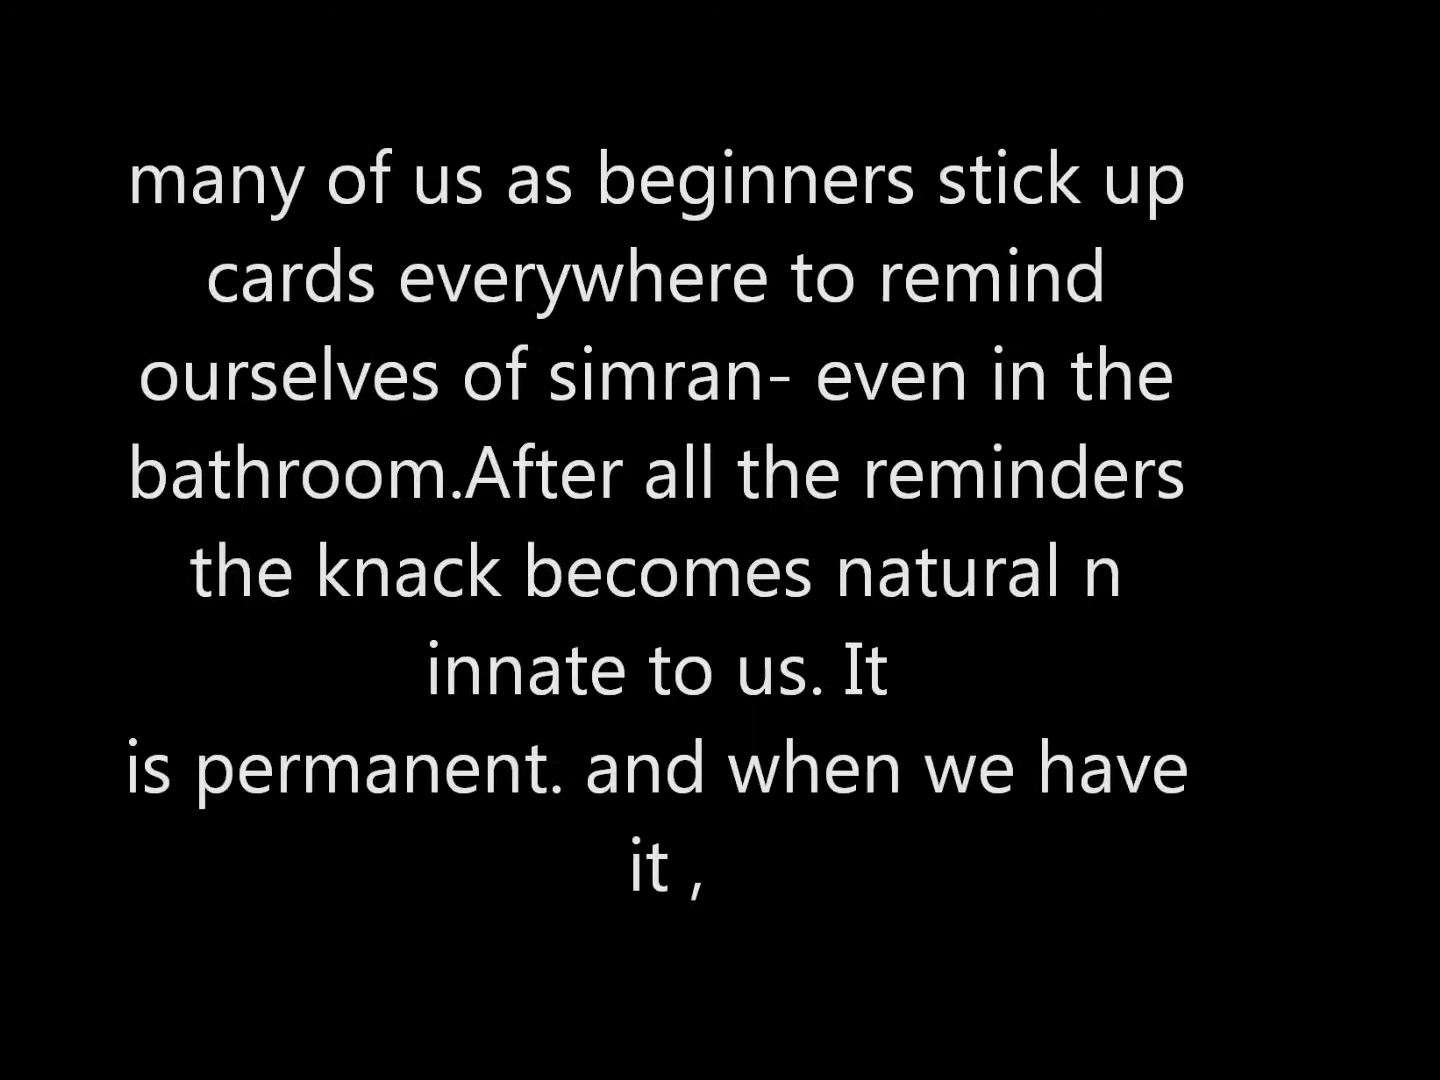 many of us as beginners stick up
cards everywhere to remind
ourselves of simran- even in the
bathroom.After all the reminders
the knack becomes natural n
innate to us. It
is permanent. and when we have
it ,